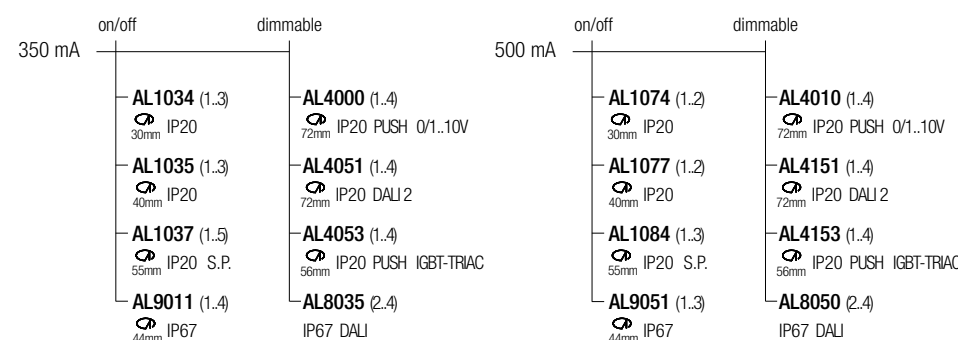 on/off dimmable
350 mA
AL1034 (1..3) AL4000 (1..4)
30mm IP20 72mm IP20 PUSH 0/1..10V
AL1035 (1..3) AL4051 (1..4)
40mm IP20 72mm IP20 DALI 2
AL1037 (1..5) AL4053 (1..4)
55mm IP20 S.P. 56mm IP20 PUSH IGBT-TRIAC
AL9011 (1..4) AL8035 (2..4)
44mm IP67 IP67 DALI
on/off dimmable
500 mA
AL1074 (1..2) AL4010 (1..4)
30mm IP20 72mm IP20 PUSH 0/1..10V
AL1077 (1..2) AL4151 (1..4)
40mm IP20 72mm IP20 DALI 2
AL1084 (1..3) AL4153 (1..4)
55mm IP20 S.P. 56mm IP20 PUSH IGBT-TRIAC
AL9051 (1..3) AL8050 (2..4)
44mm IP67 IP67 DALI